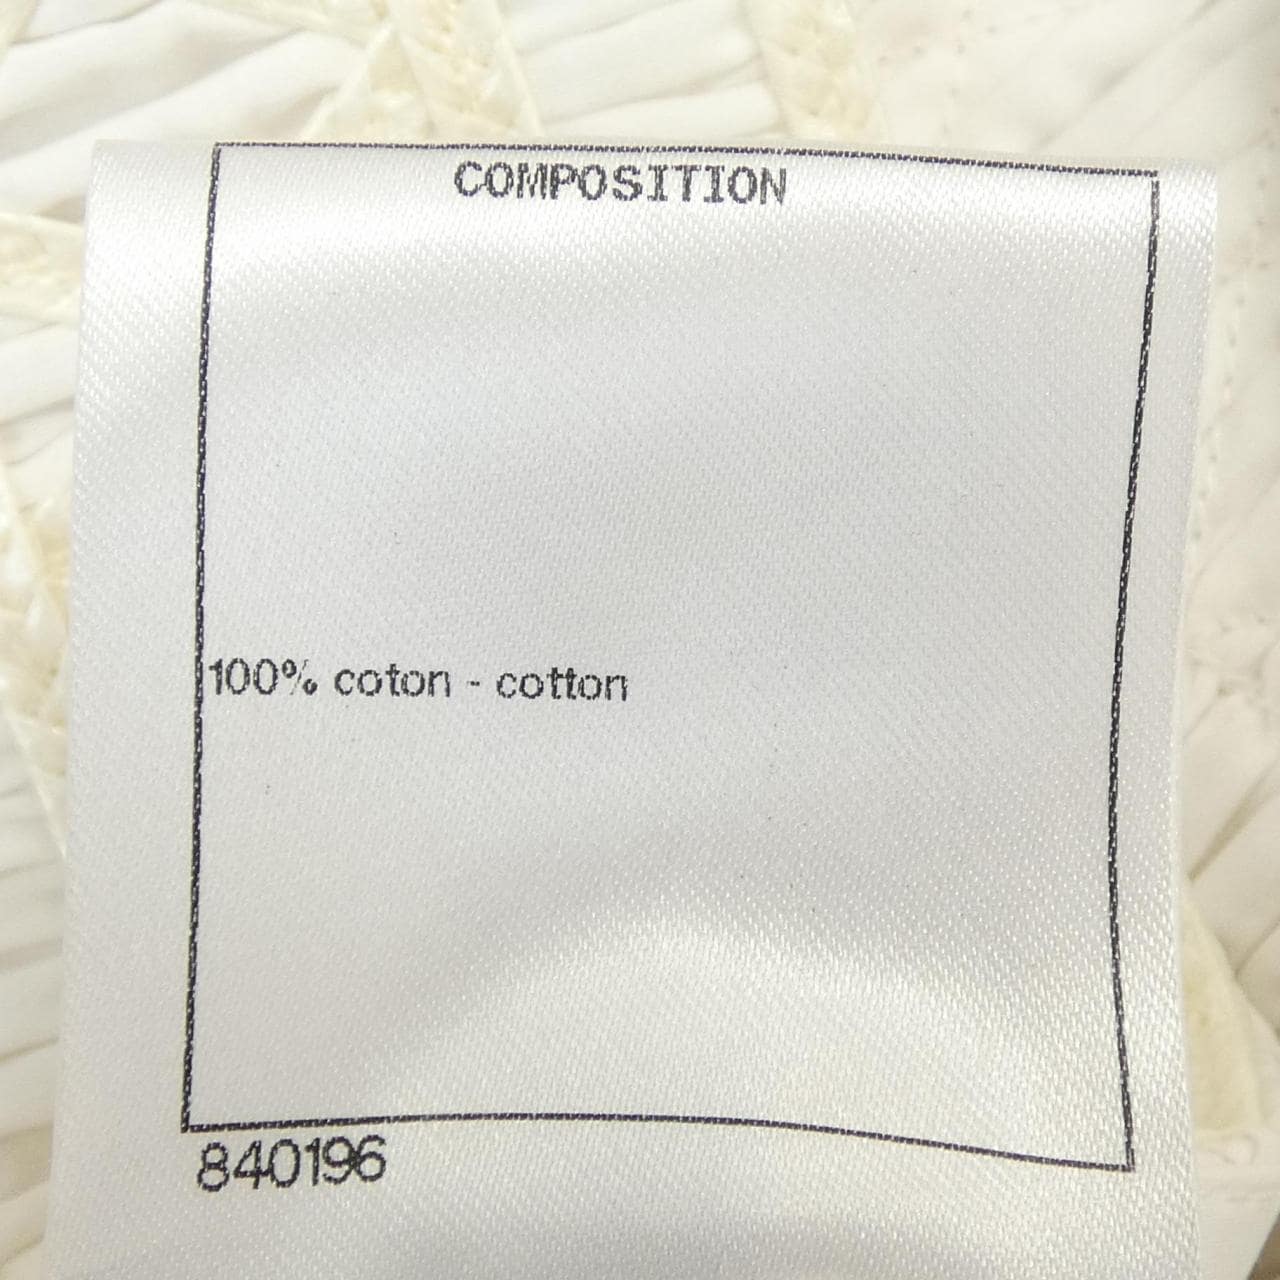 COMPOSITION
100% coton - cotton
840196